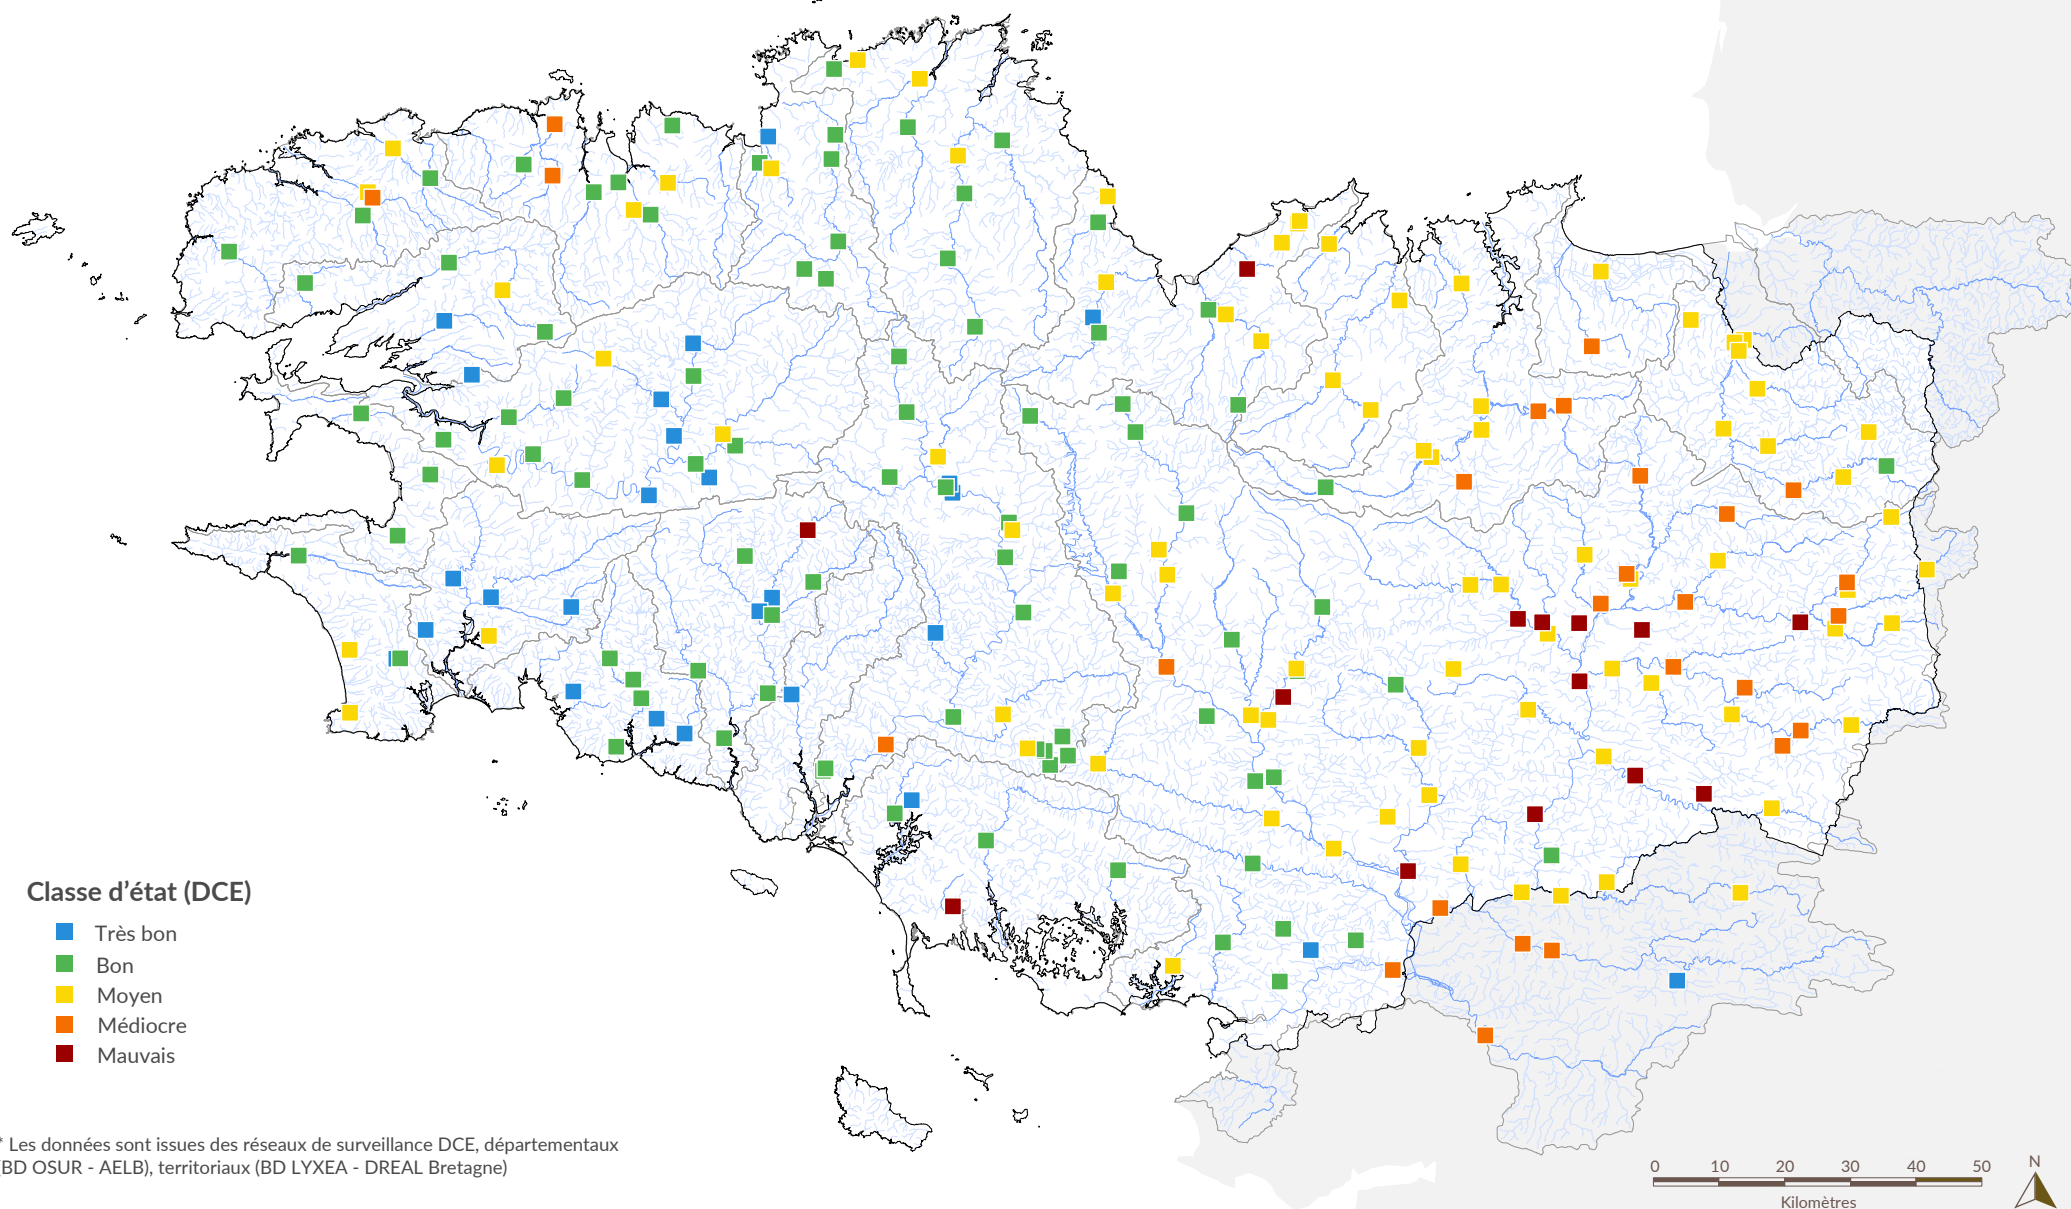 Classe d’état (DCE)
Très bon
Bon
Moyen
Médiocre
Mauvais
* Les données sont issues des réseaux de surveillance DCE, départementaux
(BD OSUR - AELB), territoriaux (BD LYXEA - DREAL Bretagne)
0 10 20 30 40 50
Kilomètres
N